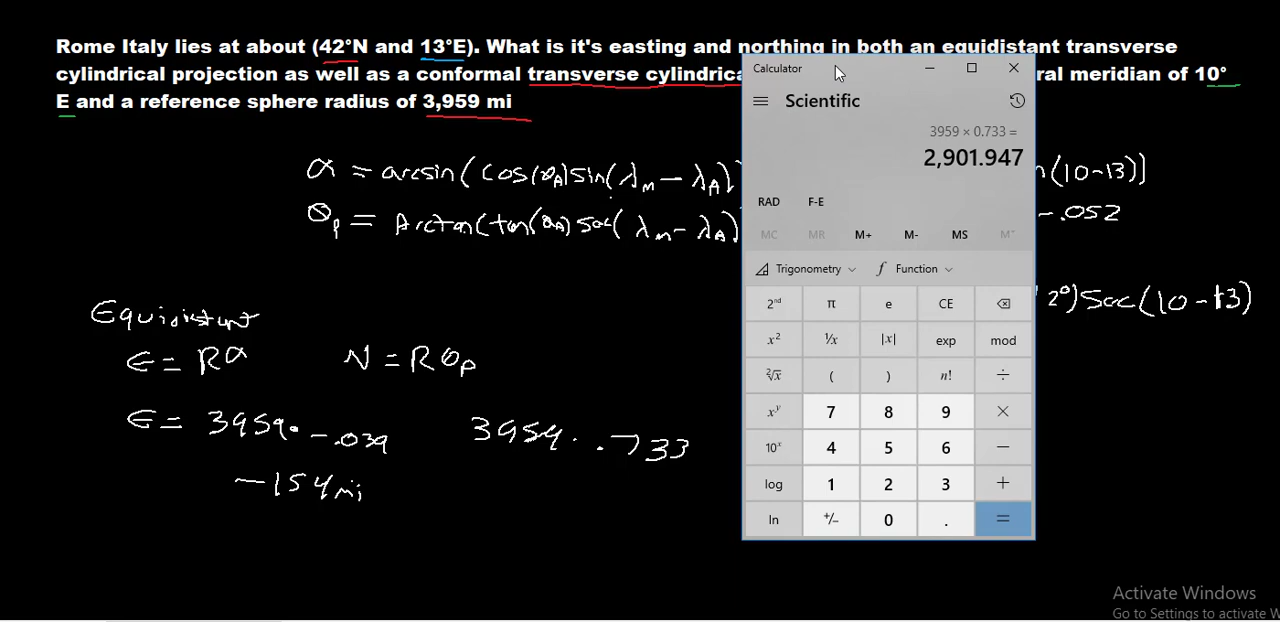 Rome Italy lies at about (42°N and 13°E). What is it's easting and northing in both an equidistant transverse
cylindrical projection as well as a conformal transverse cylindrica
ral meridian of 10°
E and a reference sphere radius of 3,959 mi
α = arcsin(cos(θA)sin(λm − λA)
n(10-13)]
θp = Arctan(tan(θA)sec(λm − λA)
-.052
2°)Sec(10-13)
Equidistant
E = Rα N = Rθp
E = 3959 · -.039 3959 · .733
-154mi
Calculator
Scientific
3959 × 0.733 =
2,901.947
RAD F-E
MC MR M+ M- MS M˅
Trigonometry Function
2ⁿᵈ π e CE
x² ¹/x |x| exp mod
²√x ( ) n! ÷
xʸ 7 8 9 ×
10ˣ 4 5 6 −
log 1 2 3 +
ln +/− 0 . =
Activate Windows
Go to Settings to activate W